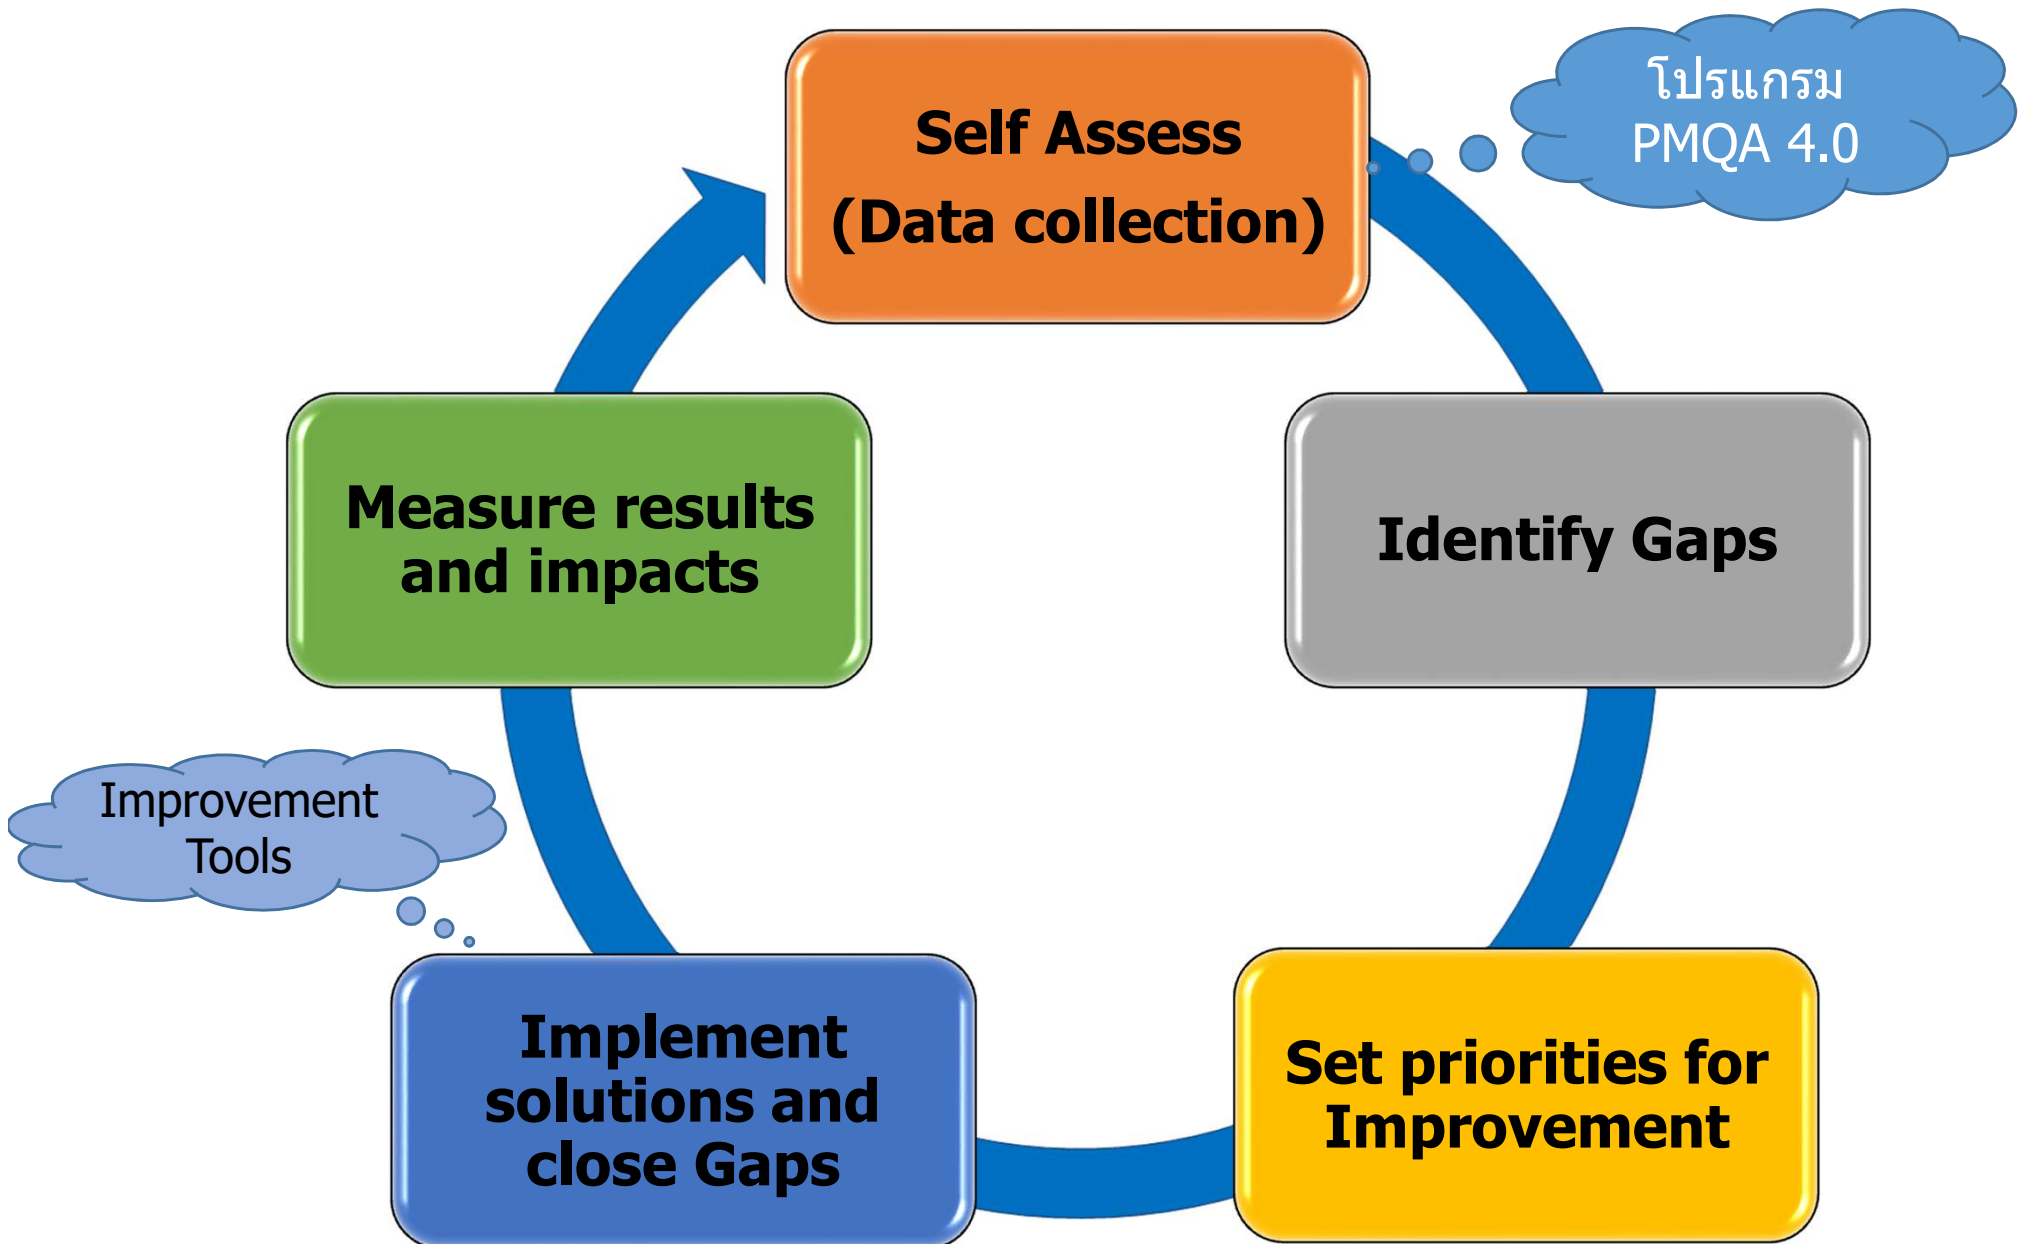 Self Assess
(Data collection)
โปรแกรม
PMQA 4.0
Identify Gaps
Set priorities for
Improvement
Implement
solutions and
close Gaps
Improvement
Tools
Measure results
and impacts